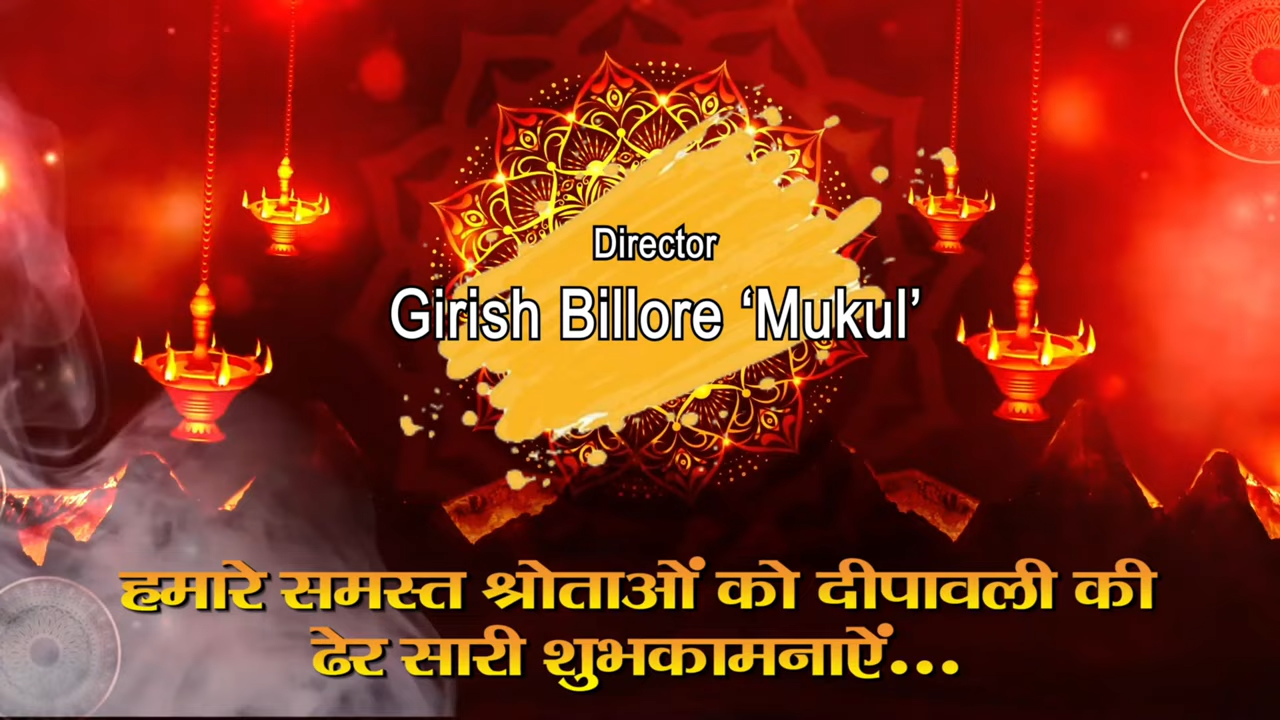 Director
Girish Billore ‘Mukul’
हमारे समस्त श्रोताओं को दीपावली की
ढेर सारी शुभकामनाऐं...